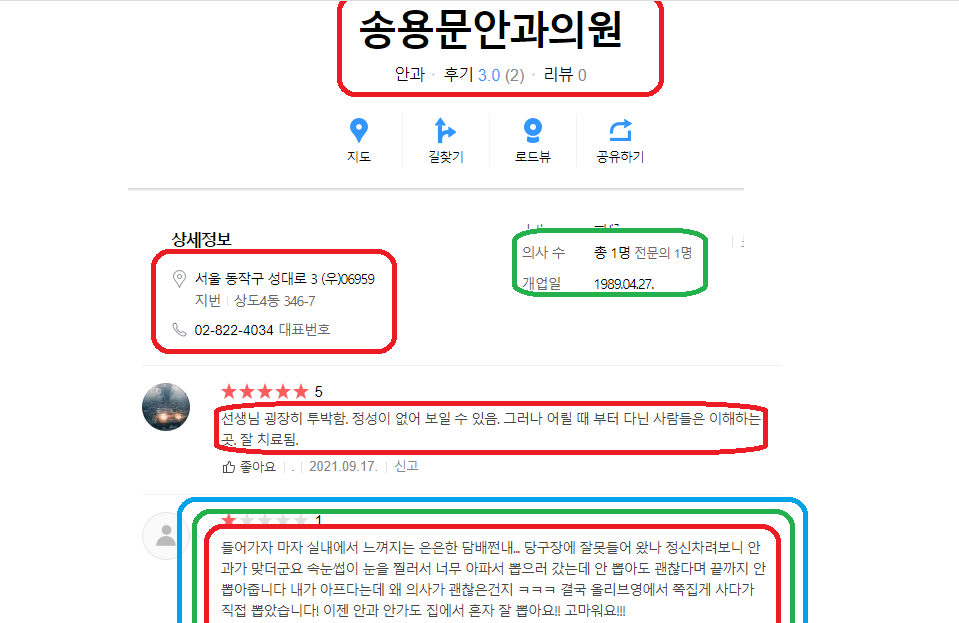 송용문안과의원
안과 · 후기 3.0 (2) · 리뷰 0
지도 길찾기 로드뷰 공유하기
상세정보
의사 수 총 1명 전문의 1명
개업일 1989.04.27.
서울 동작구 성대로 3 (우)06959
지번 상도4동 346-7
02-822-4034 대표번호
5
선생님 굉장히 투박함. 정성이 없어 보일 수 있음. 그러나 어릴 때 부터 다닌 사람들은 이해하는
곳. 잘 치료됨.
좋아요 . 2021.09.17. 신고
1
들어가자 마자 실내에서 느껴지는 은은한 담배쩐내... 당구장에 잘못들어 왔나 정신차려보니 안
과가 맞더군요 속눈썹이 눈을 찔러서 너무 아파서 뽑으러 갔는데 안 뽑아도 괜찮다며 끝까지 안
뽑아줍니다 내가 아프다는데 왜 의사가 괜찮은건지 ㅋㅋㅋ 결국 올리브영에서 쪽집게 사다가
직접 뽑았습니다! 이젠 안과 안가도 집에서 혼자 잘 뽑아요!! 고마워요!!!